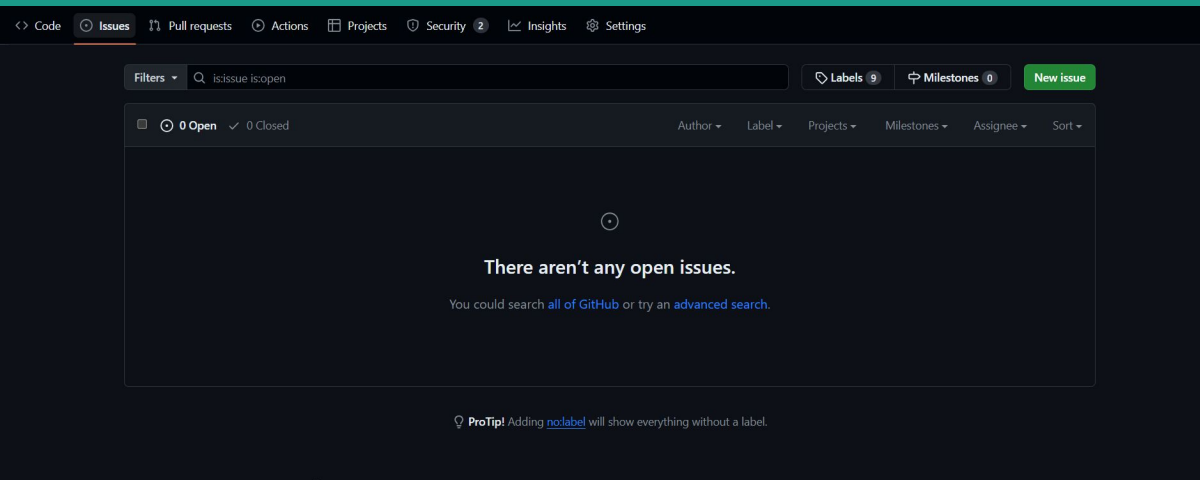 Code Issues Pull requests Actions Projects Security 2 Insights Settings
Filters is:issue is:open Labels 9 Milestones 0 New issue
0 Open 0 Closed Author Label Projects Milestones Assignee Sort
There aren’t any open issues.
You could search all of GitHub or try an advanced search.
ProTip! Adding no:label will show everything without a label.